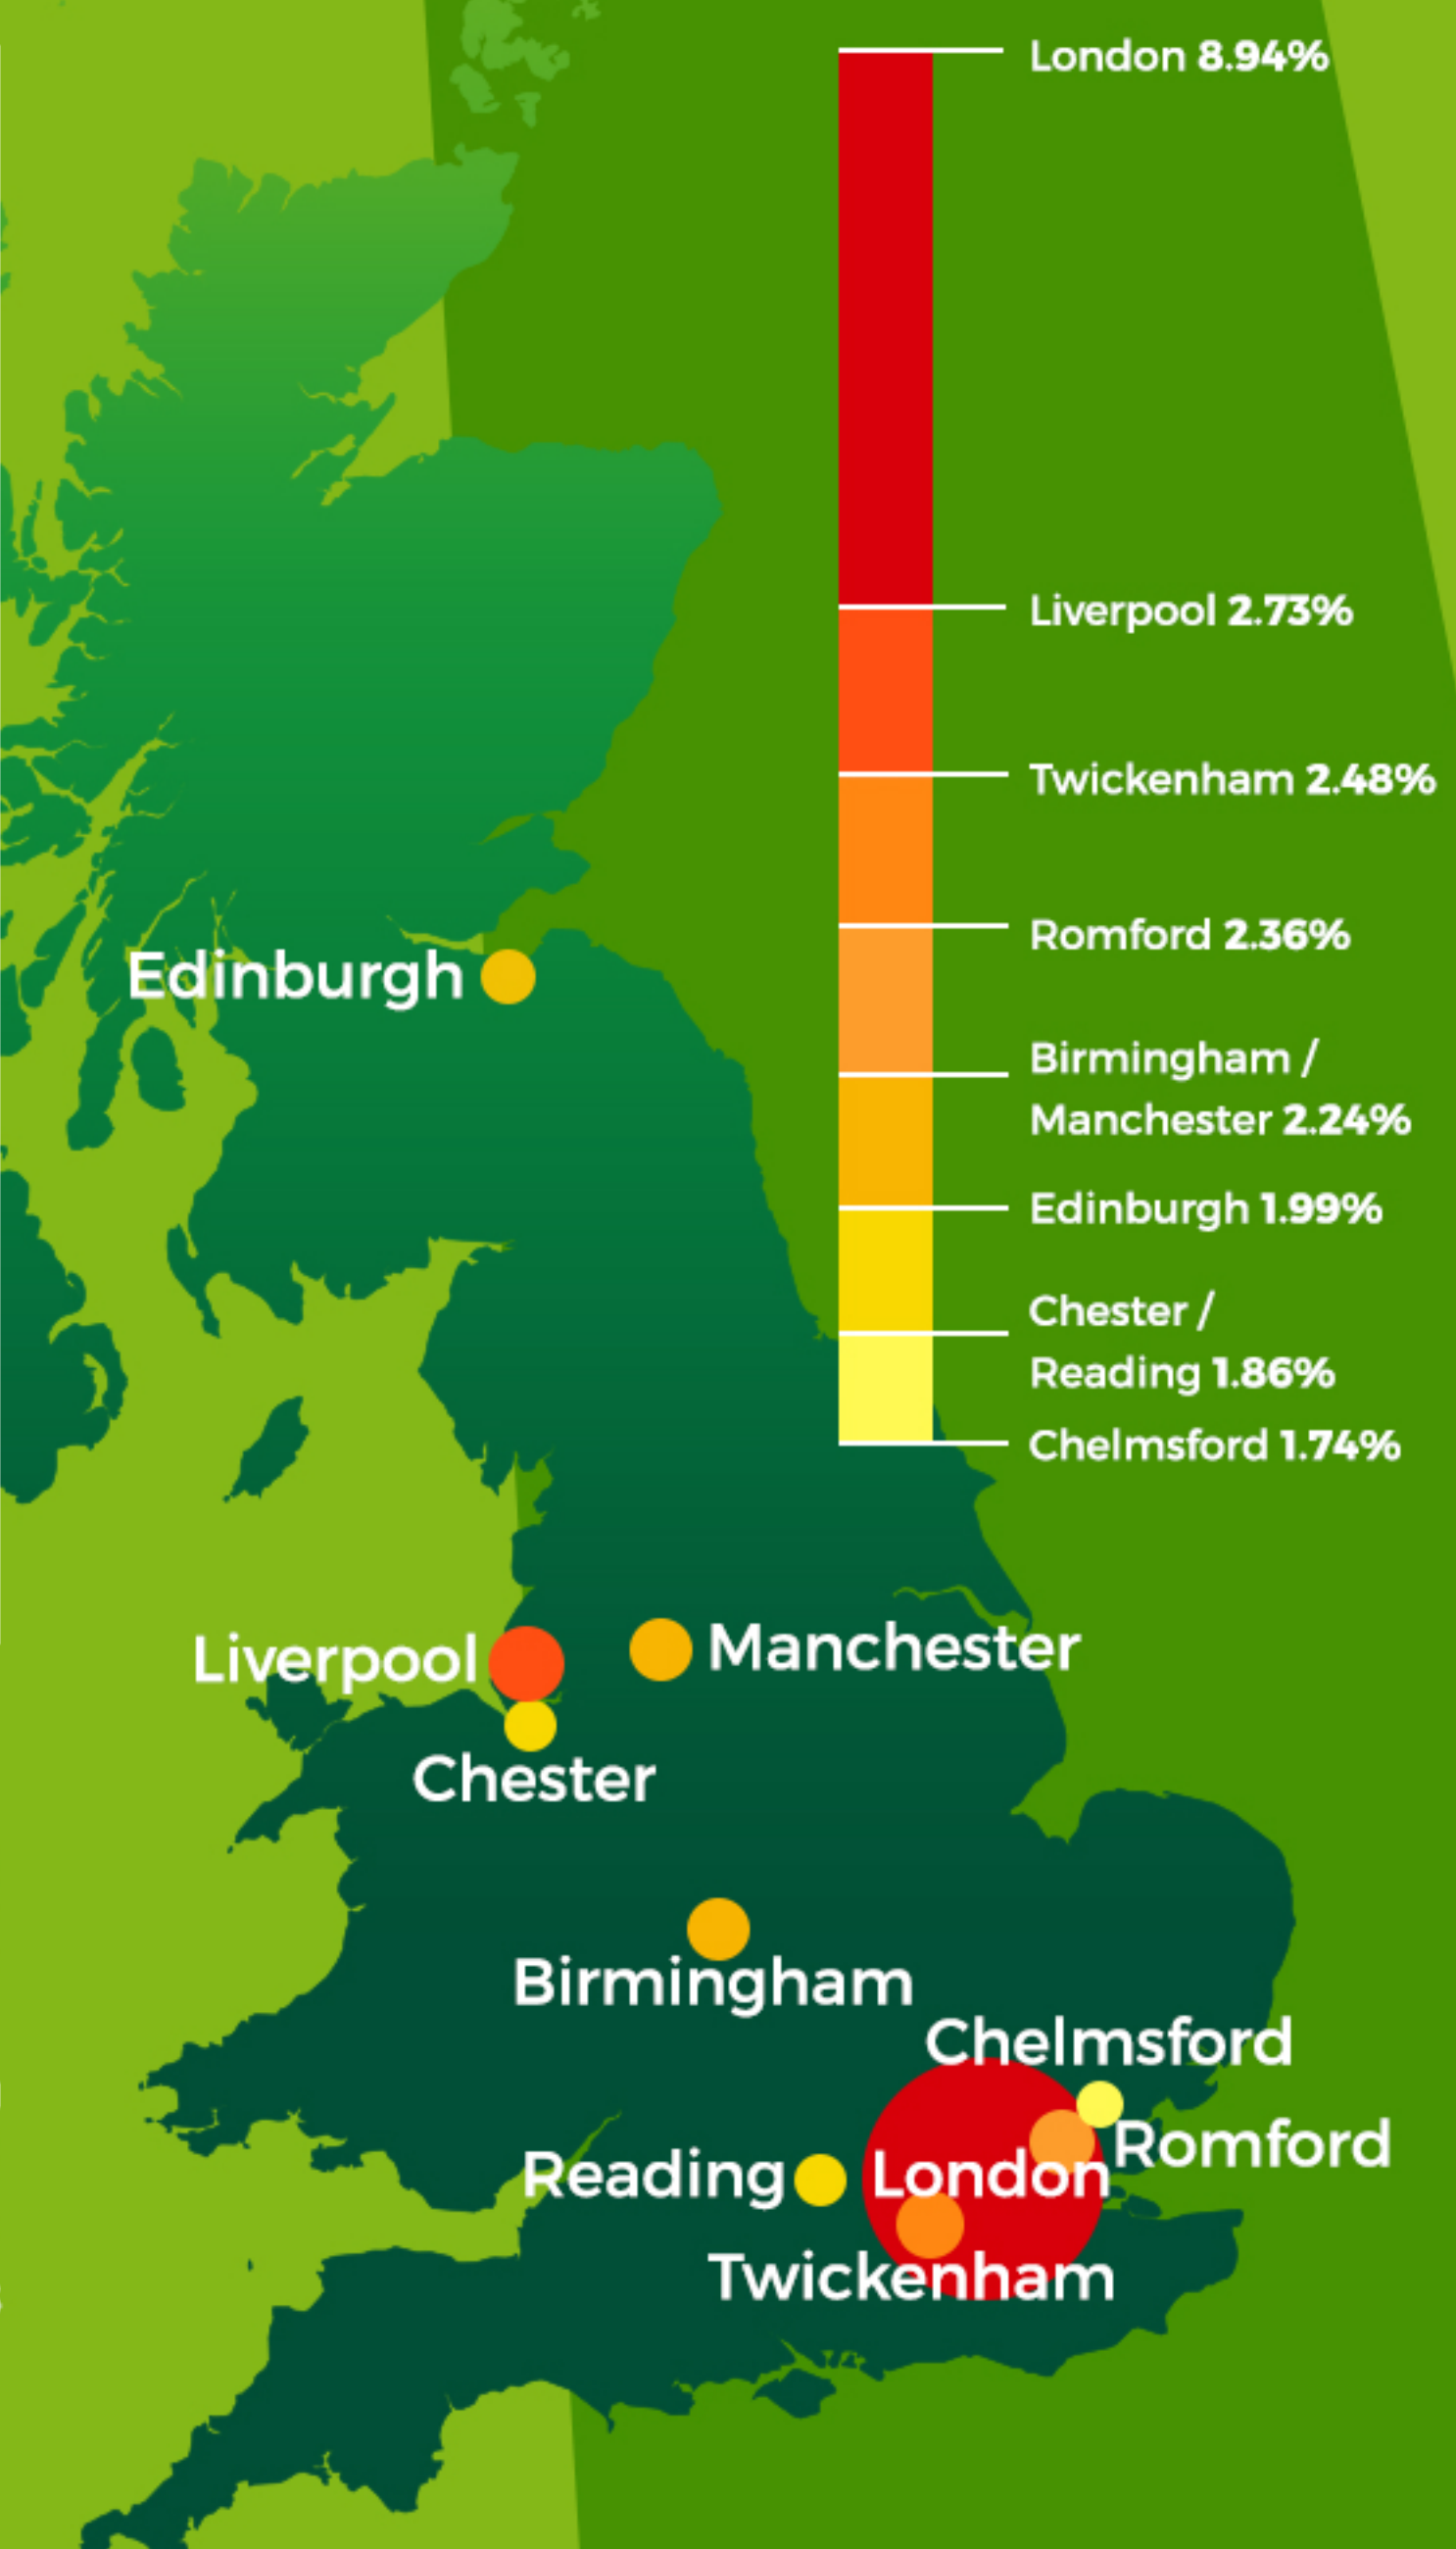 London 8.94%
Liverpool 2.73%
Twickenham 2.48%
Romford 2.36%
Birmingham /
Manchester 2.24%
Edinburgh 1.99%
Chester /
Reading 1.86%
Chelmsford 1.74%
Edinburgh
Liverpool
Manchester
Chester
Birmingham
Chelmsford
Romford
Reading
London
Twickenham